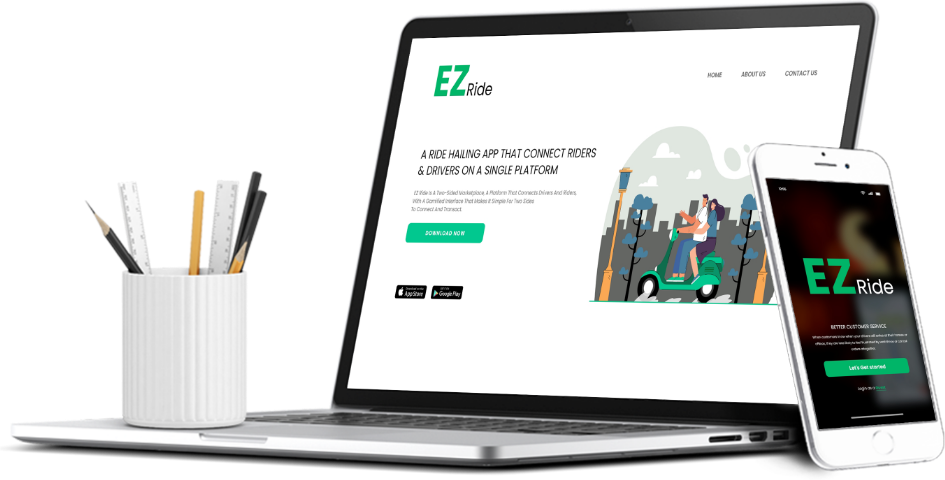 EZ Ride
HOME ABOUT US CONTACT US
A RIDE HAILING APP THAT CONNECT RIDERS
& DRIVERS ON A SINGLE PLATFORM
EZ Ride Is A Two-Sided Marketplace, A Platform That Connects Drivers And Riders,
With A Gamified Interface That Makes It Simple For Two Sides
To Connect And Transact.
DOWNLOAD NOW
App Store
Google Play
EZ Ride
BETTER CUSTOMER SERVICE
Let's Get Started